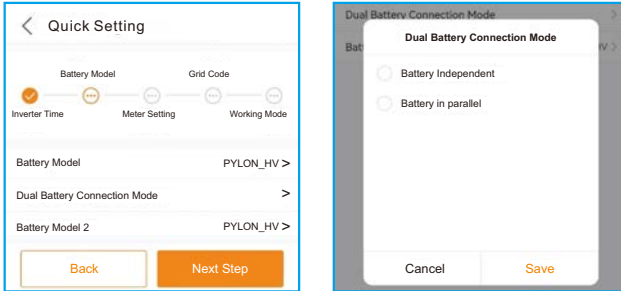 Quick Setting
Battery Model
Grid Code
Inverter Time
Meter Setting
Working Mode
Battery Model PYLON_HV >
Dual Battery Connection Mode >
Battery Model 2 PYLON_HV >
Back
Next Step
Dual Battery Connection Mode >
Bat HV >
Dual Battery Connection Mode
Battery Independent
Battery in parallel
Cancel
Save